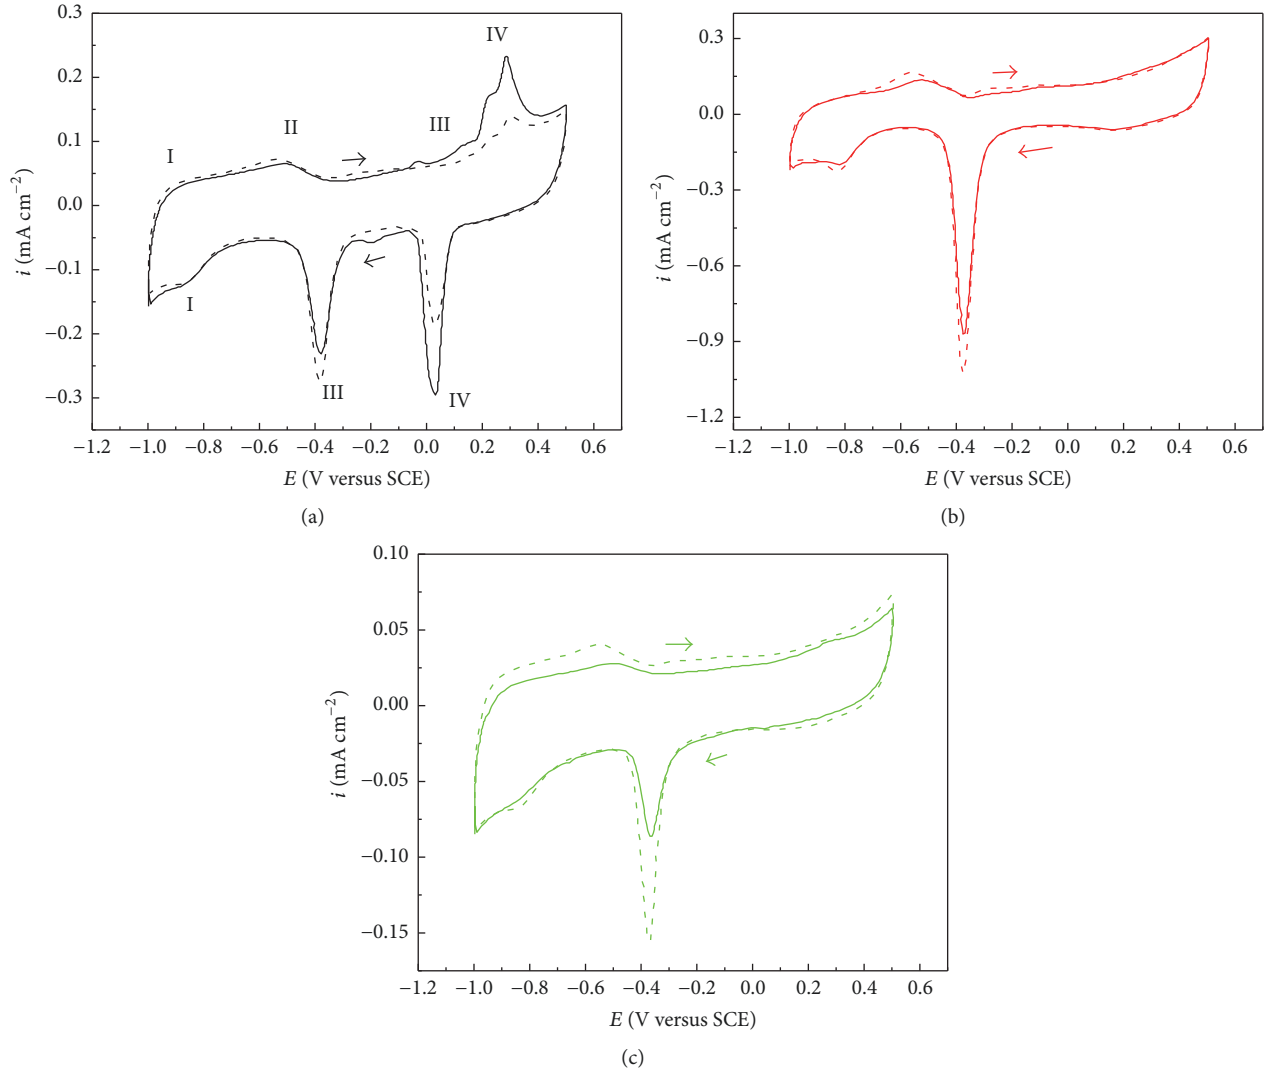 0.3
0.2
0.1
0.0
−0.1
−0.2
−0.3
i (mA cm−2)
I
II
III
IV
I
III
IV
−1.2 −1.0 −0.8 −0.6 −0.4 −0.2 0.0 0.2 0.4 0.6
E (V versus SCE)
(a)
0.3
0.0
−0.3
−0.6
−0.9
−1.2
i (mA cm−2)
−1.2 −1.0 −0.8 −0.6 −0.4 −0.2 0.0 0.2 0.4 0.6
E (V versus SCE)
(b)
0.10
0.05
0.00
−0.05
−0.10
−0.15
i (mA cm−2)
−1.2 −1.0 −0.8 −0.6 −0.4 −0.2 0.0 0.2 0.4 0.6
E (V versus SCE)
(c)